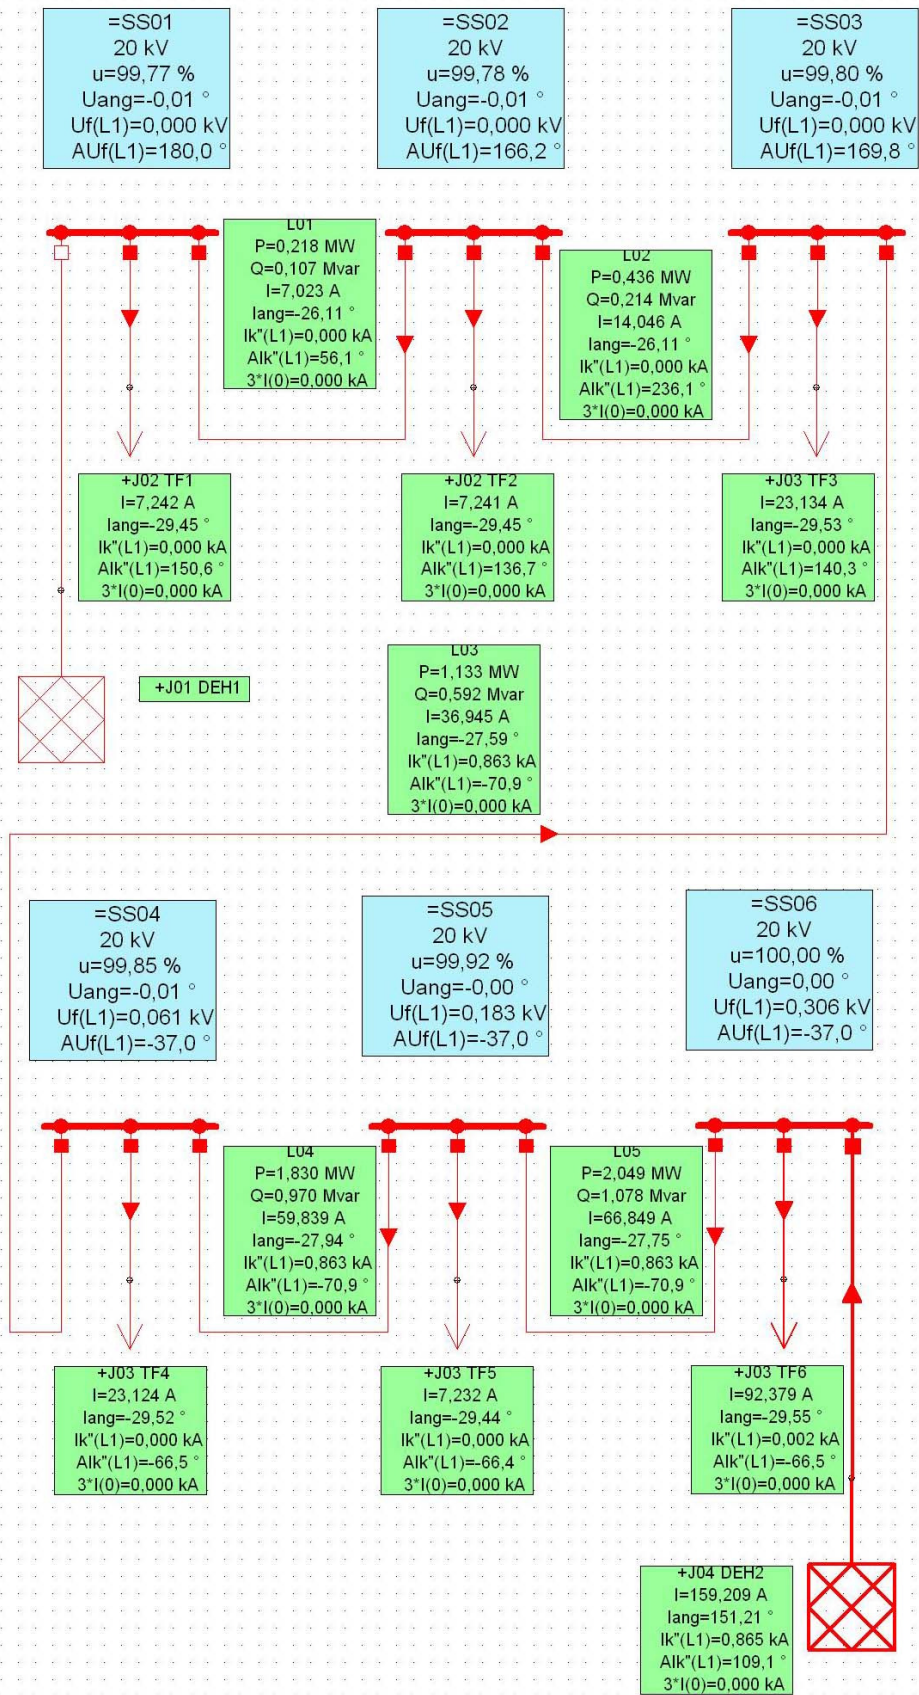 =SS01
20 kV
u=99,77 %
Uang=-0,01 °
Uf(L1)=0,000 kV
AUf(L1)=180,0 °
=SS02
20 kV
u=99,78 %
Uang=-0,01 °
Uf(L1)=0,000 kV
AUf(L1)=166,2 °
=SS03
20 kV
u=99,80 %
Uang=-0,01 °
Uf(L1)=0,000 kV
AUf(L1)=169,8 °
L01
P=0,218 MW
Q=0,107 Mvar
I=7,023 A
Iang=-26,11 °
Ik"(L1)=0,000 kA
AIk"(L1)=56,1 °
3*I(0)=0,000 kA
L02
P=0,436 MW
Q=0,214 Mvar
I=14,046 A
Iang=-26,11 °
Ik"(L1)=0,000 kA
AIk"(L1)=236,1 °
3*I(0)=0,000 kA
+J02 TF1
I=7,242 A
Iang=-29,45 °
Ik"(L1)=0,000 kA
AIk"(L1)=150,6 °
3*I(0)=0,000 kA
+J02 TF2
I=7,241 A
Iang=-29,45 °
Ik"(L1)=0,000 kA
AIk"(L1)=136,7 °
3*I(0)=0,000 kA
+J03 TF3
I=23,134 A
Iang=-29,53 °
Ik"(L1)=0,000 kA
AIk"(L1)=140,3 °
3*I(0)=0,000 kA
+J01 DEH1
L03
P=1,133 MW
Q=0,592 Mvar
I=36,945 A
Iang=-27,59 °
Ik"(L1)=0,863 kA
AIk"(L1)=-70,9 °
3*I(0)=0,000 kA
=SS04
20 kV
u=99,85 %
Uang=-0,01 °
Uf(L1)=0,061 kV
AUf(L1)=-37,0 °
=SS05
20 kV
u=99,92 %
Uang=-0,00 °
Uf(L1)=0,183 kV
AUf(L1)=-37,0 °
=SS06
20 kV
u=100,00 %
Uang=0,00 °
Uf(L1)=0,306 kV
AUf(L1)=-37,0 °
L04
P=1,830 MW
Q=0,970 Mvar
I=59,839 A
Iang=-27,94 °
Ik"(L1)=0,863 kA
AIk"(L1)=-70,9 °
3*I(0)=0,000 kA
L05
P=2,049 MW
Q=1,078 Mvar
I=66,849 A
Iang=-27,75 °
Ik"(L1)=0,863 kA
AIk"(L1)=-70,9 °
3*I(0)=0,000 kA
+J03 TF4
I=23,124 A
Iang=-29,52 °
Ik"(L1)=0,000 kA
AIk"(L1)=-66,5 °
3*I(0)=0,000 kA
+J03 TF5
I=7,232 A
Iang=-29,44 °
Ik"(L1)=0,000 kA
AIk"(L1)=-66,4 °
3*I(0)=0,000 kA
+J03 TF6
I=92,379 A
Iang=-29,55 °
Ik"(L1)=0,002 kA
AIk"(L1)=-66,5 °
3*I(0)=0,000 kA
+J04 DEH2
I=159,209 A
Iang=151,21 °
Ik"(L1)=0,865 kA
AIk"(L1)=109,1 °
3*I(0)=0,000 kA